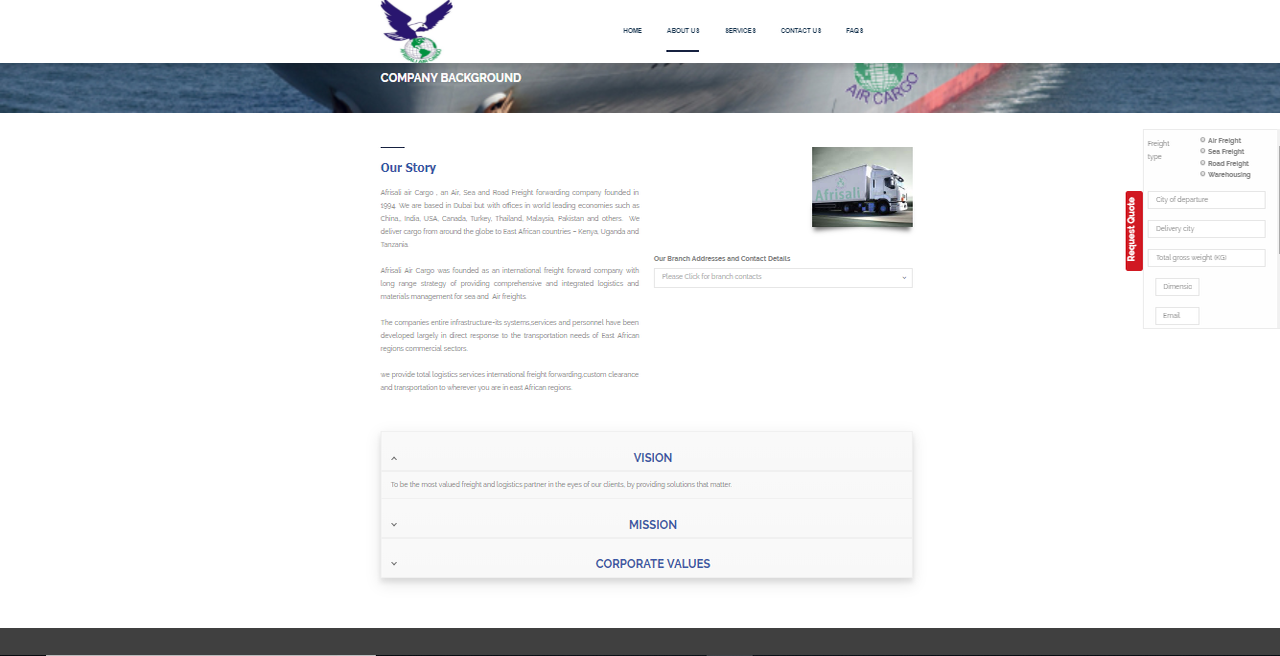 HOME ABOUT US SERVICES CONTACT US FAQS
COMPANY BACKGROUND
AIR CARGO
Our Story
Afrisali air Cargo , an Air, Sea and Road Freight forwarding company founded in
1994. We are based in Dubai but with offices in world leading economies such as
China,, India, USA, Canada, Turkey, Thailand, Malaysia, Pakistan and others. We
deliver cargo from around the globe to East African countries – Kenya, Uganda and
Tanzania.
Afrisali Air Cargo was founded as an international freight forward company with
long range strategy of providing comprehensive and integrated logistics and
materials management for sea and Air freights.
The companies entire infrastructure-its systems,services and personnel have been
developed largely in direct response to the transportation needs of East African
regions commercial sectors.
we provide total logistics services international freight forwarding,custom clearance
and transportation to wherever you are in east African regions.
Afrisali
Our Branch Addresses and Contact Details
Please Click for branch contacts
VISION
To be the most valued freight and logistics partner in the eyes of our clients, by providing solutions that matter.
MISSION
CORPORATE VALUES
Request Quote
Freight
type
Air Freight
Sea Freight
Road Freight
Warehousing
City of departure
Delivery city
Total gross weight (KG)
Dimensio
Email